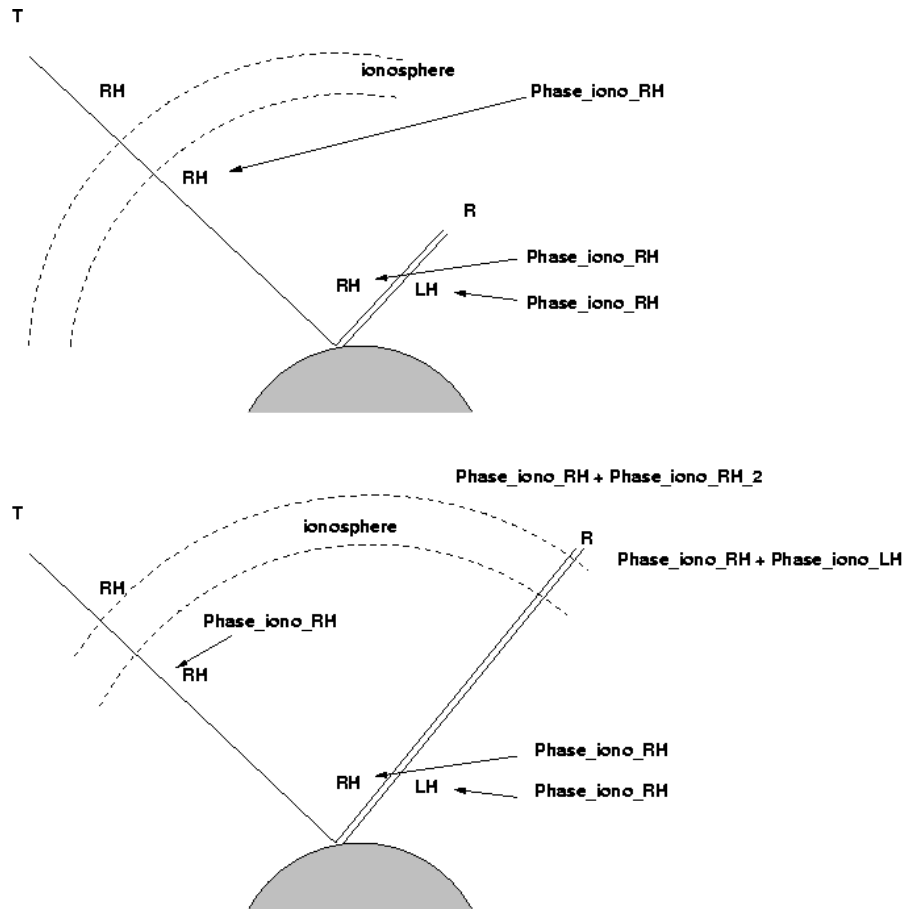 T
ionosphere
RH
Phase_iono_RH
RH
R
Phase_iono_RH
RH
LH
Phase_iono_RH
Phase_iono_RH + Phase_iono_RH_2
T
ionosphere
R
Phase_iono_RH + Phase_iono_LH
RH
Phase_iono_RH
RH
Phase_iono_RH
RH
LH
Phase_iono_RH